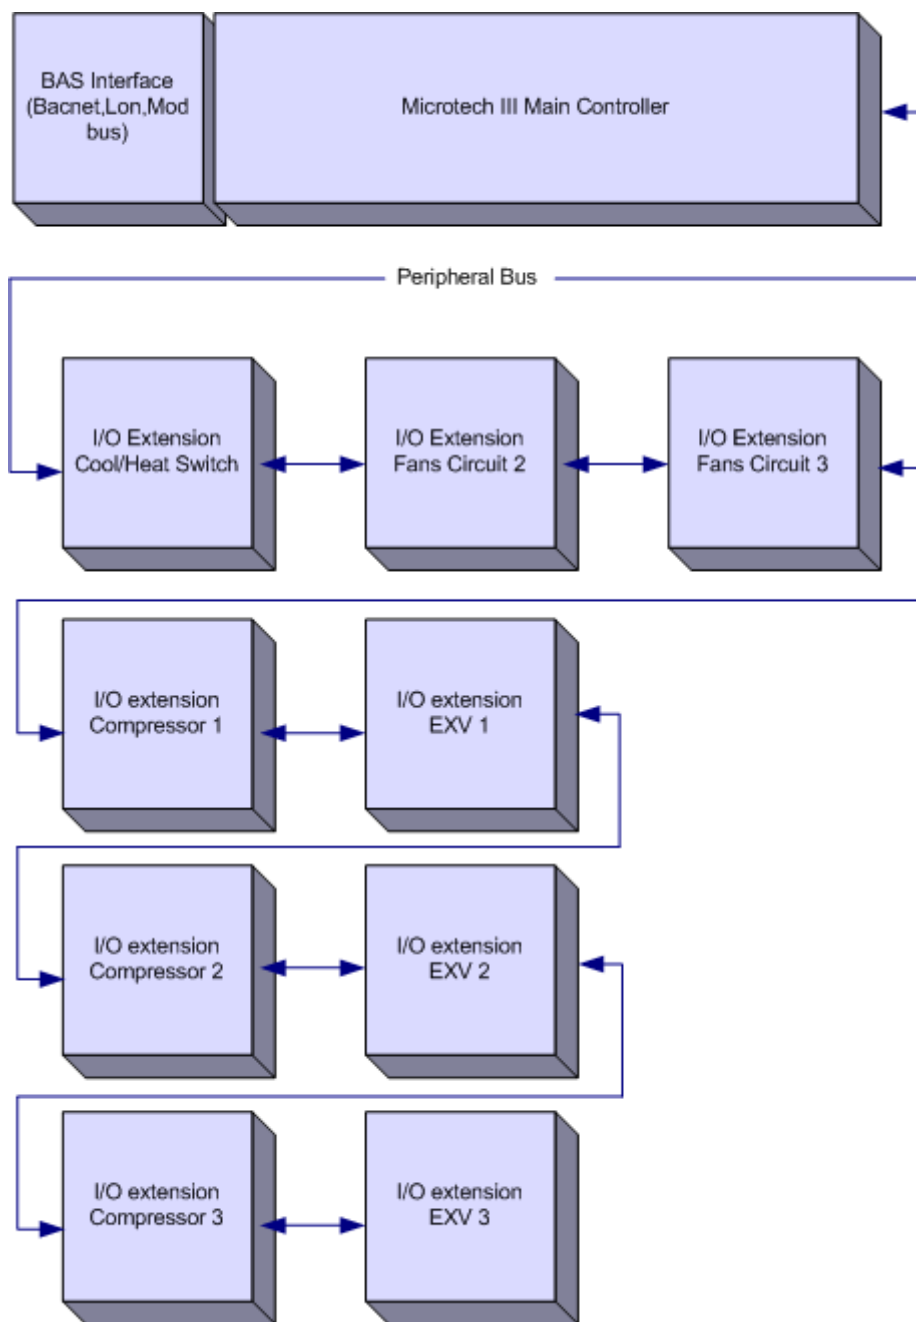 BAS Interface
(Bacnet,Lon,Mod
bus)
Microtech III Main Controller
Peripheral Bus
I/O Extension
Cool/Heat Switch
I/O Extension
Fans Circuit 2
I/O Extension
Fans Circuit 3
I/O extension
Compressor 1
I/O extension
EXV 1
I/O extension
Compressor 2
I/O extension
EXV 2
I/O extension
Compressor 3
I/O extension
EXV 3